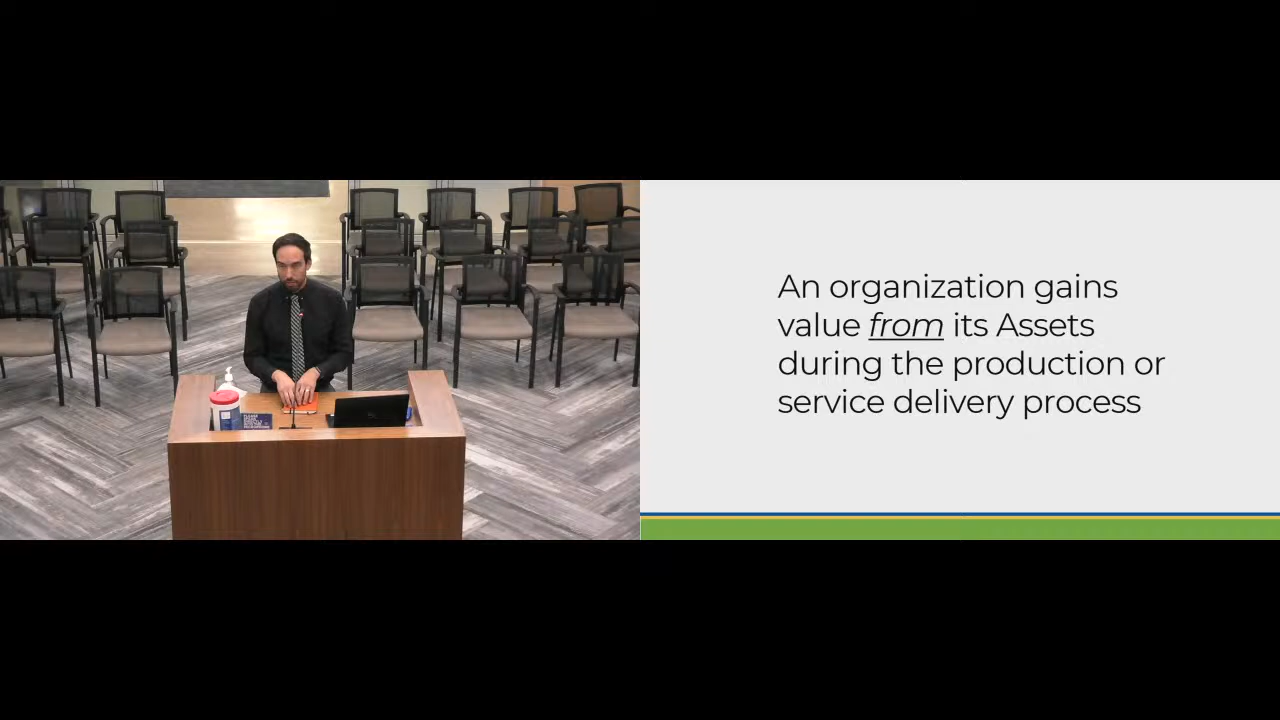 An organization gains
value from its Assets
during the production or
service delivery process